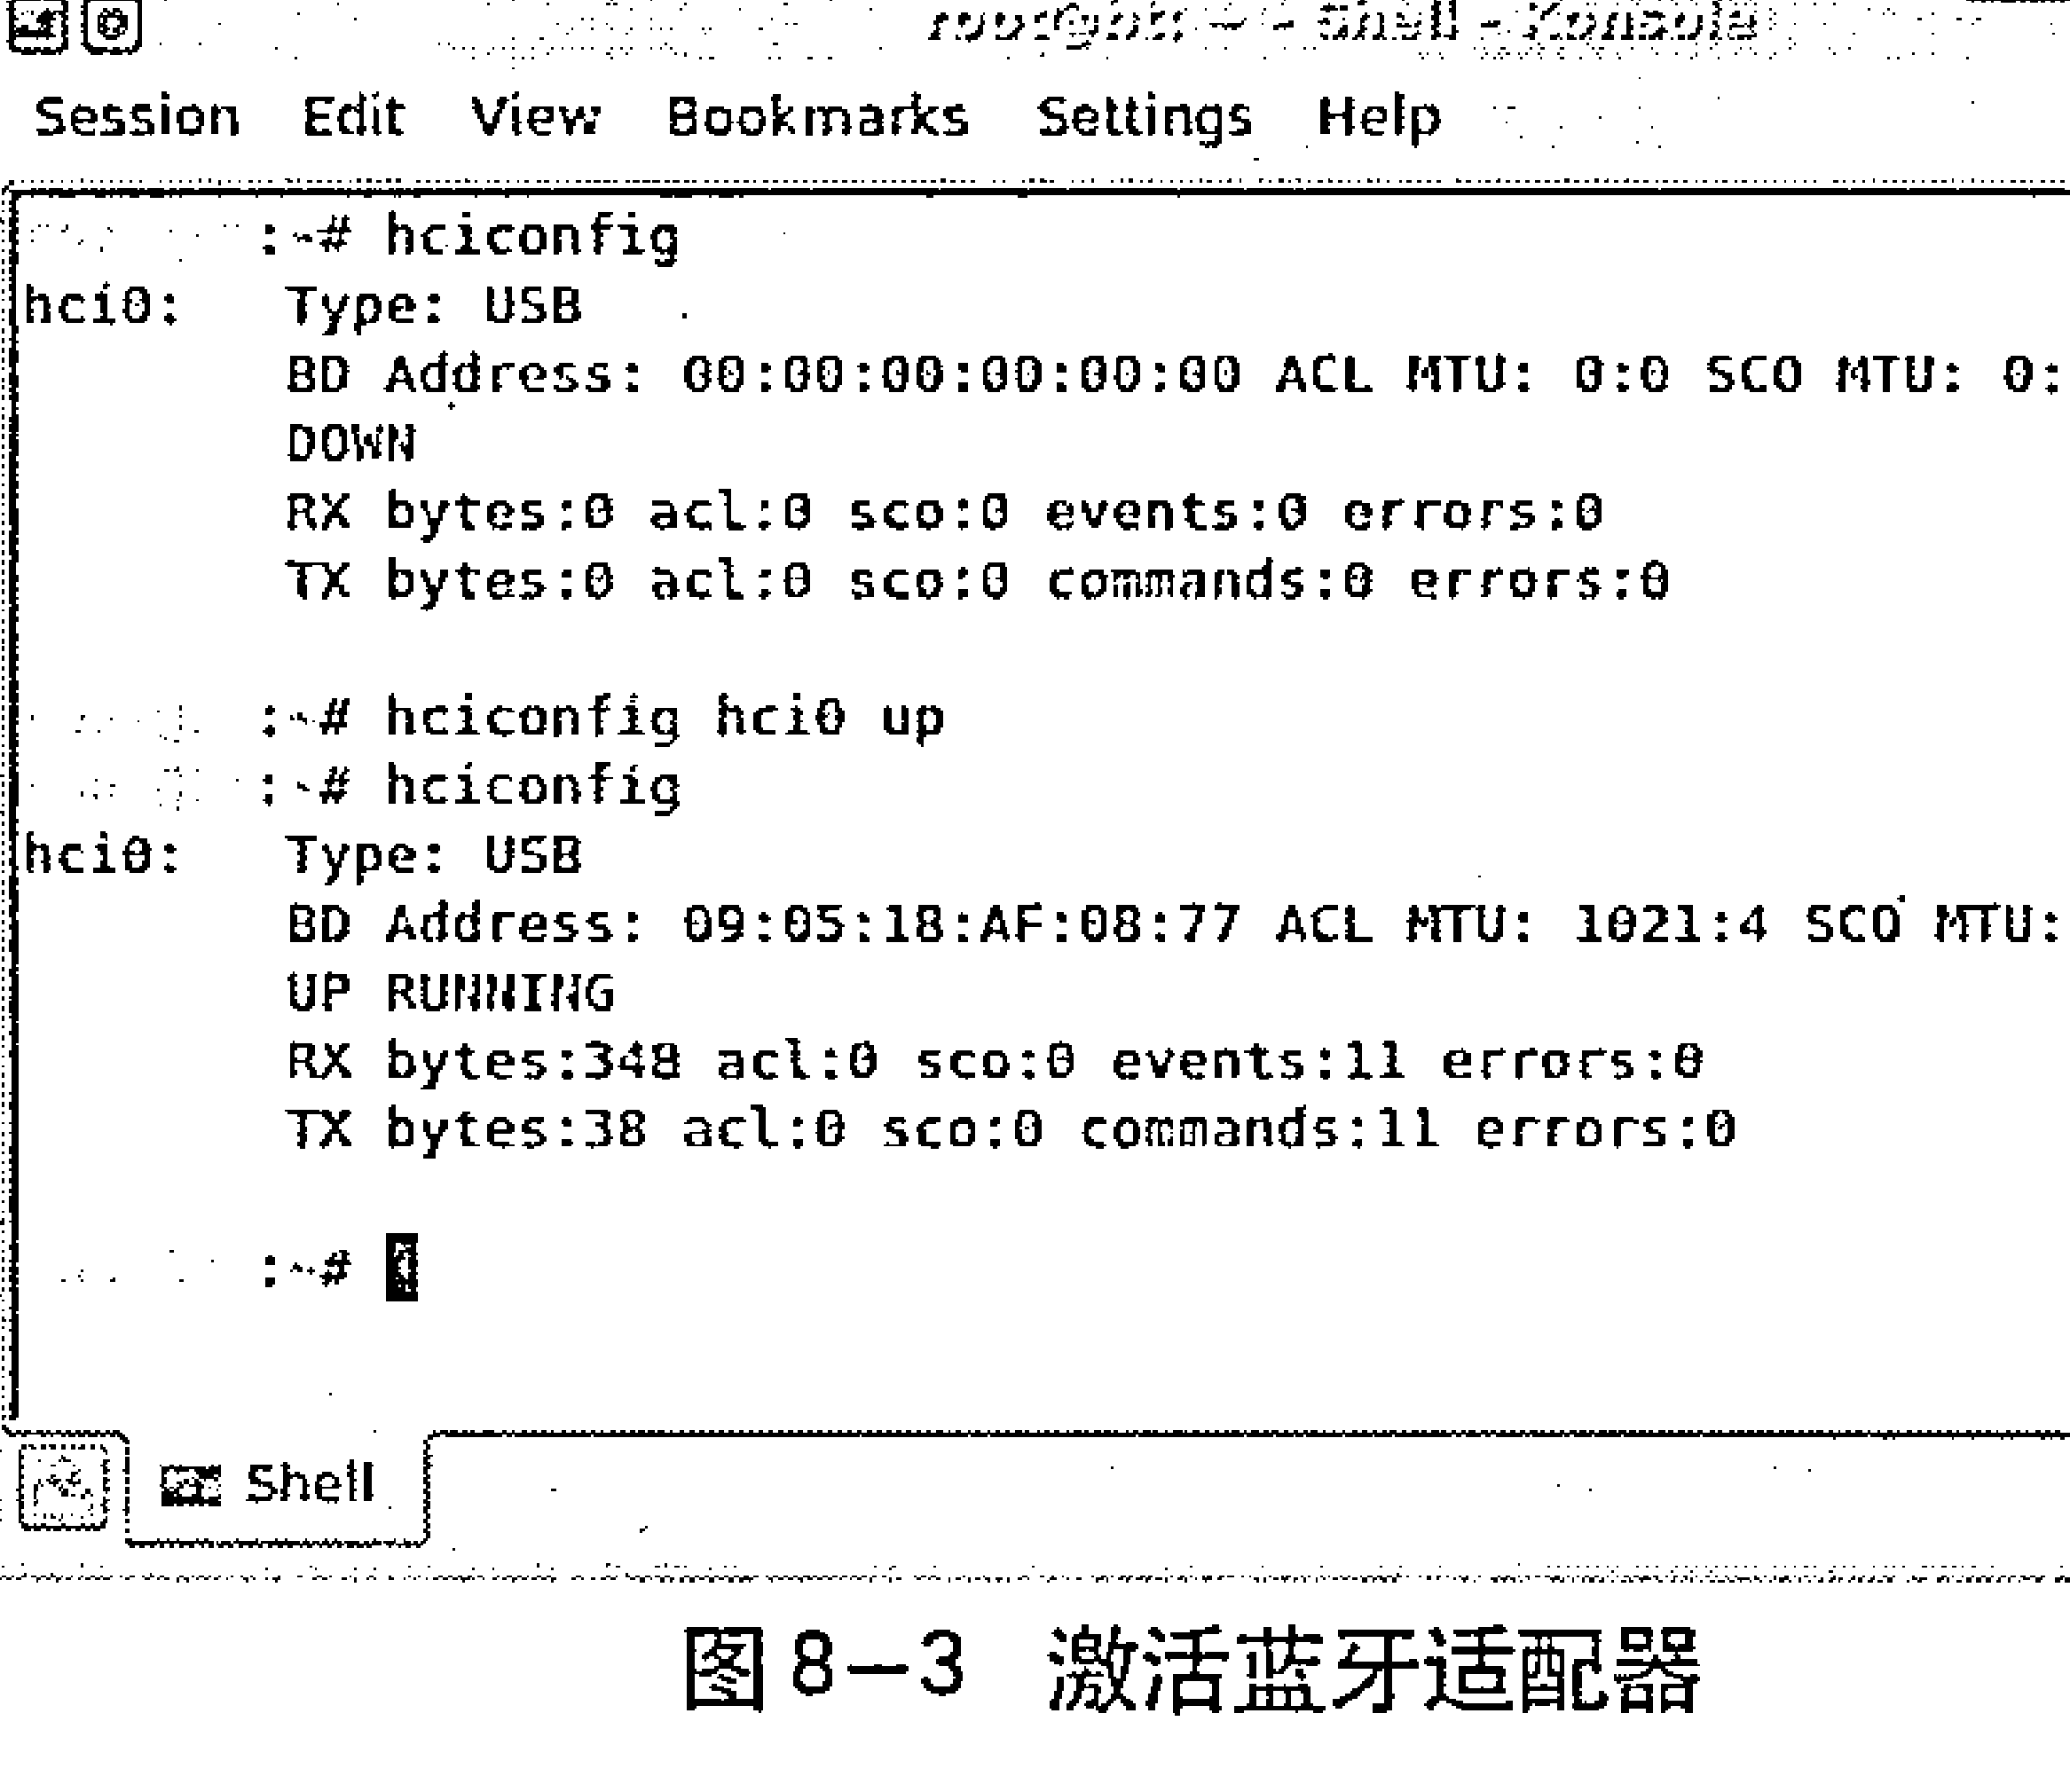 - Shell - Konsole
Session Edit View Bookmarks Settings Help
:~# hciconfig
hci0: Type: USB
BD Address: 00:00:00:00:00:00 ACL MTU: 0:0 SCO MTU: 0:
DOWN
RX bytes:0 acl:0 sco:0 events:0 errors:0
TX bytes:0 acl:0 sco:0 commands:0 errors:0
:~# hciconfig hci0 up
:~# hciconfig
hci0: Type: USB
BD Address: 09:05:18:AF:08:77 ACL MTU: 1021:4 SCO MTU:
UP RUNNING
RX bytes:348 acl:0 sco:0 events:11 errors:0
TX bytes:38 acl:0 sco:0 commands:11 errors:0
:~#
Shell
图8-3 激活蓝牙适配器